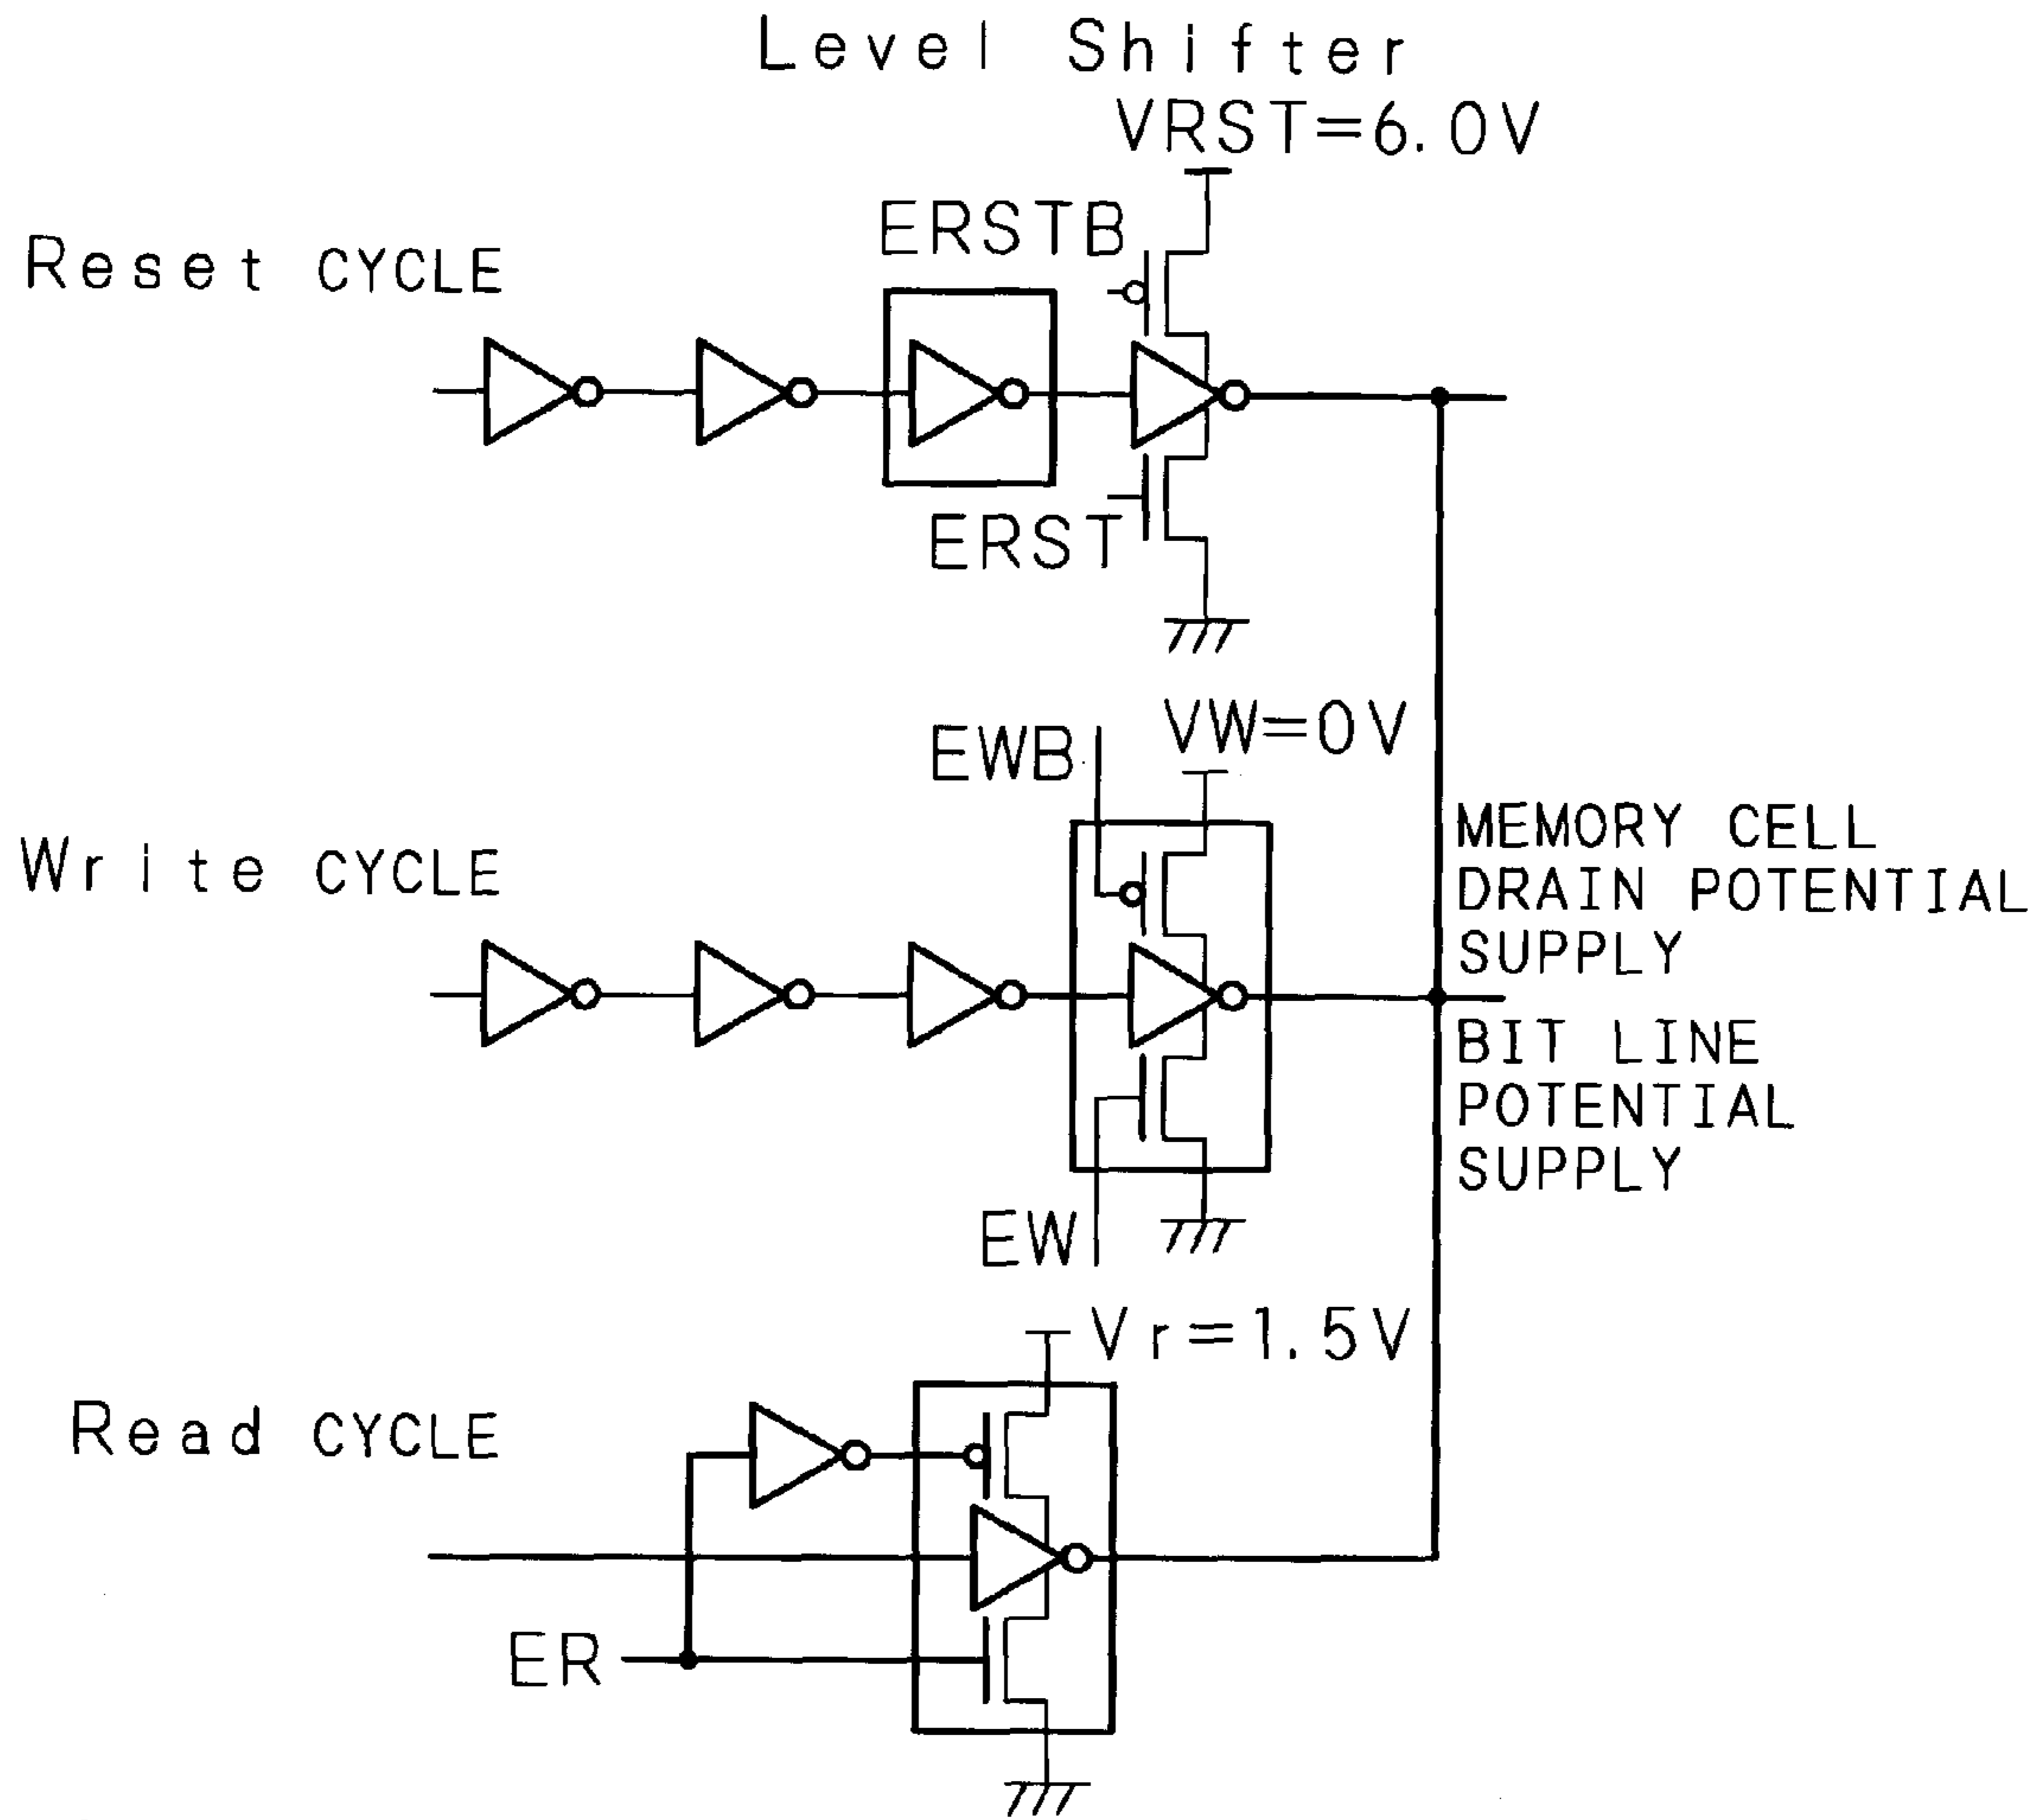 Level Shifter
VRST=6.0V
ERSTB
Reset CYCLE
ERST
VW=0V
EWB
Write CYCLE
MEMORY CELL
DRAIN POTENTIAL
SUPPLY
BIT LINE
POTENTIAL
SUPPLY
EW
Vr=1.5V
Read CYCLE
ER